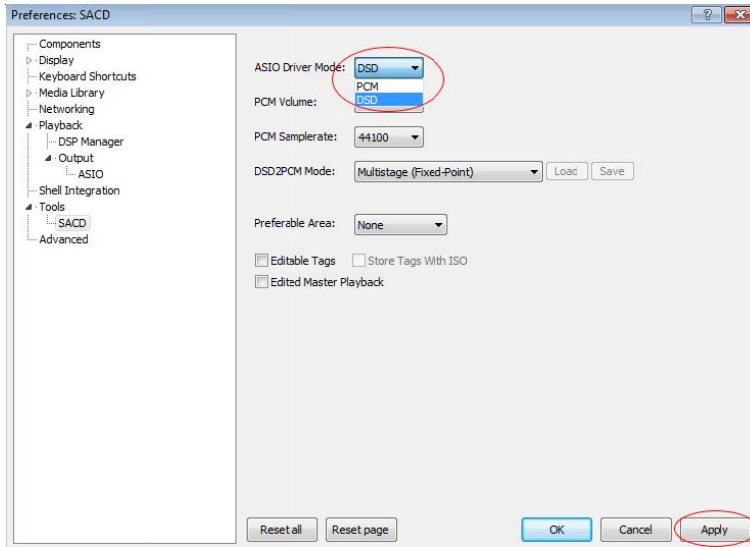 Preferences: SACD
Components
Display
Keyboard Shortcuts
Media Library
Networking
Playback
DSP Manager
Output
ASIO
Shell Integration
Tools
SACD
Advanced
ASIO Driver Mode: DSD
PCM
DSD
PCM Volume:
PCM Samplerate: 44100
DSD2PCM Mode: Multistage (Fixed-Point) Load Save
Preferable Area: None
Editable Tags Store Tags With ISO
Edited Master Playback
Reset all Reset page OK Cancel Apply